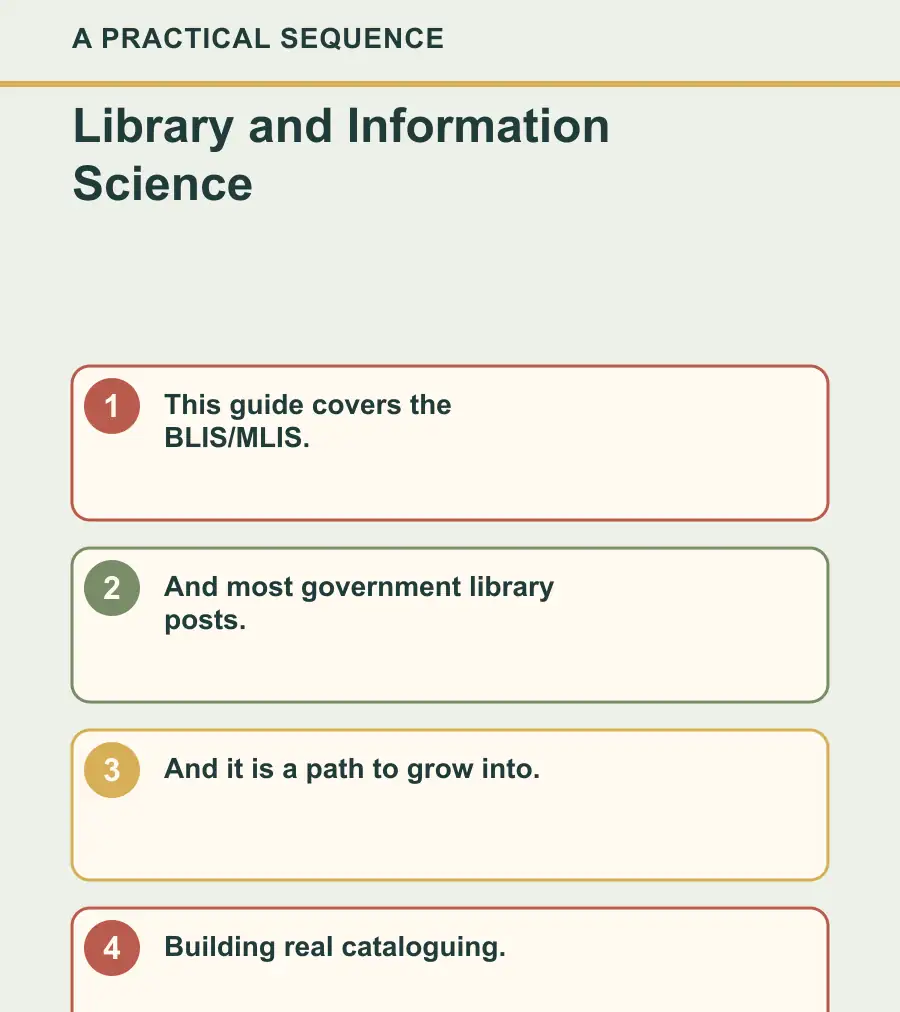 A PRACTICAL SEQUENCE
Library and Information
Science
1
This guide covers the
BLIS/MLIS.
2
And most government library
posts.
3
And it is a path to grow into.
4
Building real cataloguing.